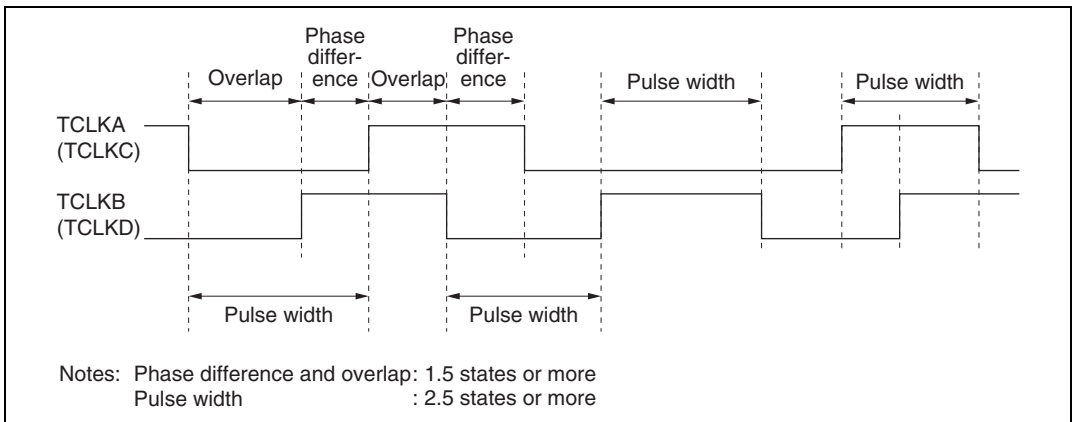 Phase
differ-
ence
Phase
differ-
ence
Overlap
Overlap
Pulse width
Pulse width
TCLKA
(TCLKC)
TCLKB
(TCLKD)
Pulse width
Pulse width
Notes: Phase difference and overlap: 1.5 states or more
Pulse width : 2.5 states or more